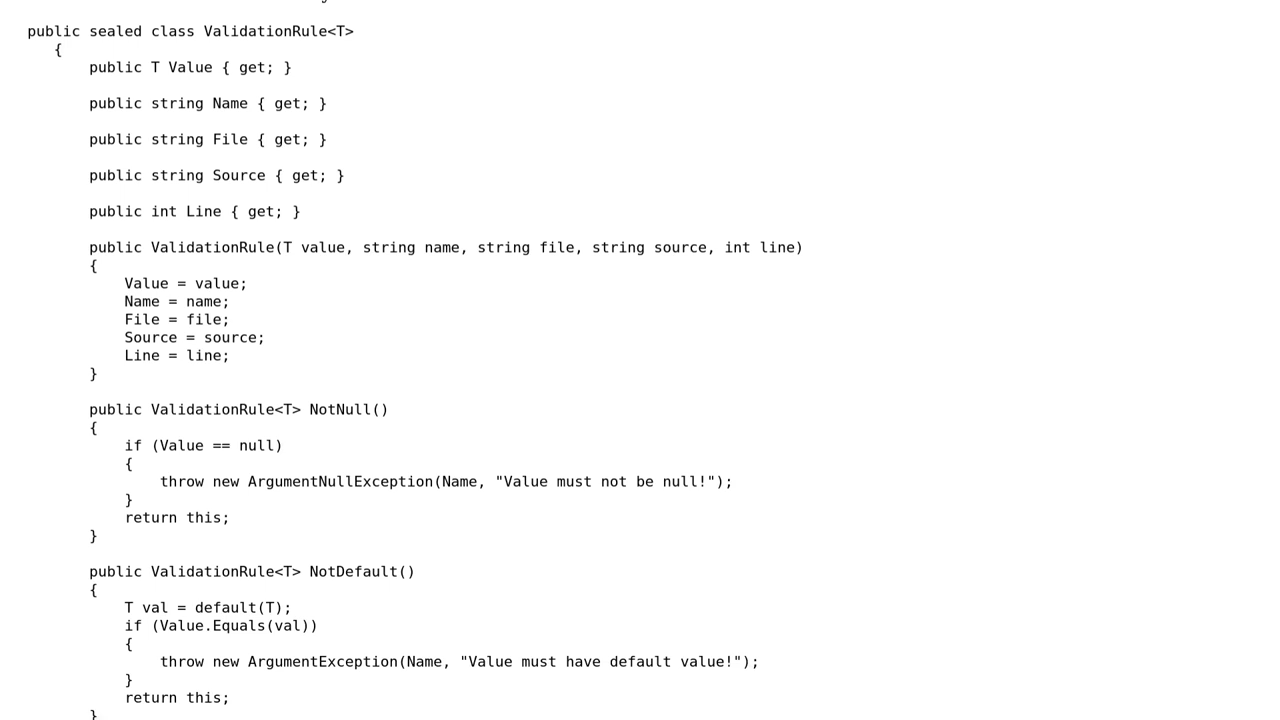 public sealed class ValidationRule<T>
{
public T Value { get; }
public string Name { get; }
public string File { get; }
public string Source { get; }
public int Line { get; }
public ValidationRule(T value, string name, string file, string source, int line)
{
Value = value;
Name = name;
File = file;
Source = source;
Line = line;
}
public ValidationRule<T> NotNull()
{
if (Value == null)
{
throw new ArgumentNullException(Name, "Value must not be null!");
}
return this;
}
public ValidationRule<T> NotDefault()
{
T val = default(T);
if (Value.Equals(val))
{
throw new ArgumentException(Name, "Value must have default value!");
}
return this;
}